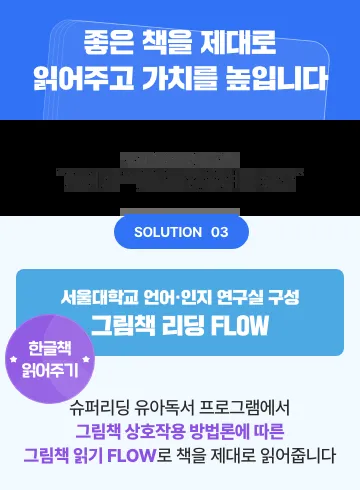 좋은 책을 제대로
읽어주고 가치를 높입니다
SOLUTION 03
서울대학교 언어·인지 연구실 구성
그림책 리딩 FLOW
한글책
읽어주기
슈퍼리딩 유아독서 프로그램에서
그림책 상호작용 방법론에 따른
그림책 읽기 FLOW로 책을 제대로 읽어줍니다